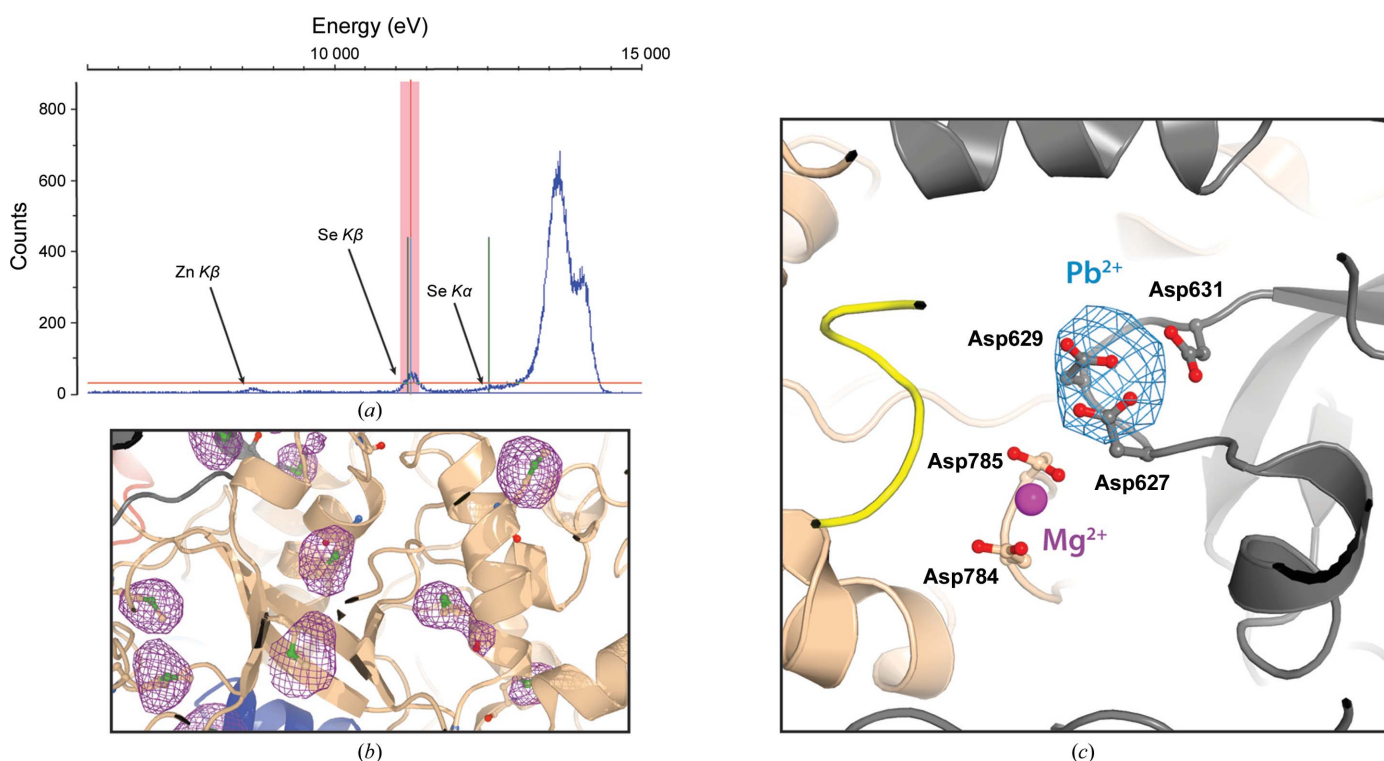 Energy (eV)
10 000
15 000
Counts
800
600
400
200
0
Zn Kβ
Se Kβ
Se Kα
(a)
(b)
Pb2+
Asp631
Asp629
Asp785
Asp627
Mg2+
Asp784
(c)